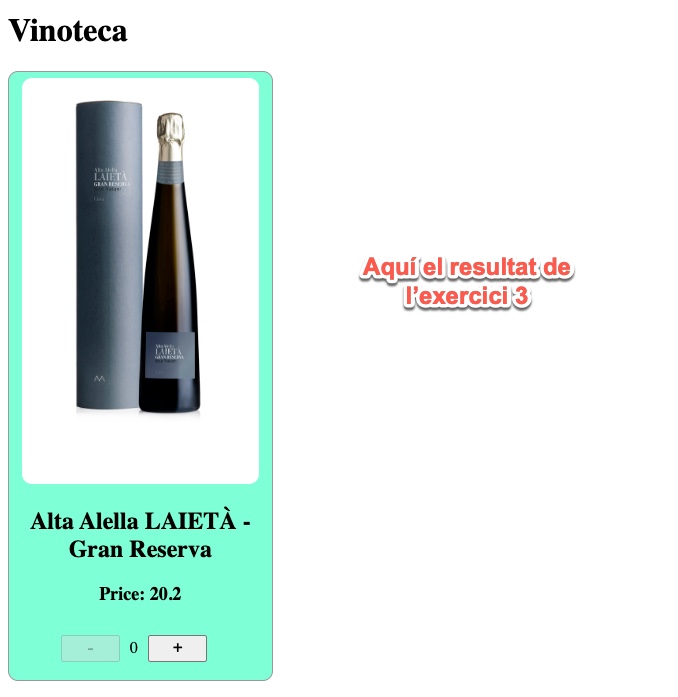 Vinoteca
Alta Alella
LAIETÀ
GRAN RESERVA
Alta Alella
LAIETÀ
GRAN RESERVA
Aquí el resultat de
l’exercici 3
Alta Alella LAIETÀ -
Gran Reserva
Price: 20.2
- 0 +